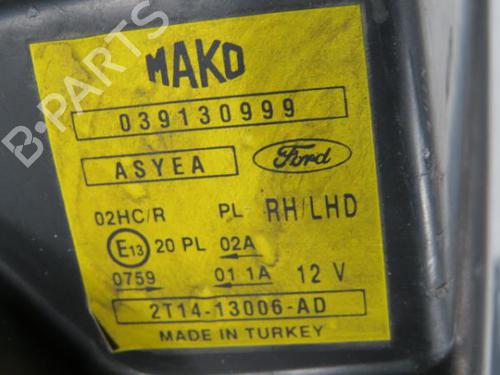 MAKO
039130999
ASYEA Ford
02HC/R PL RH/LHD
E13 20 PL 02A
0759 01 1A 12 V
2T14-13006-AD
MADE IN TURKEY
B-PARTS